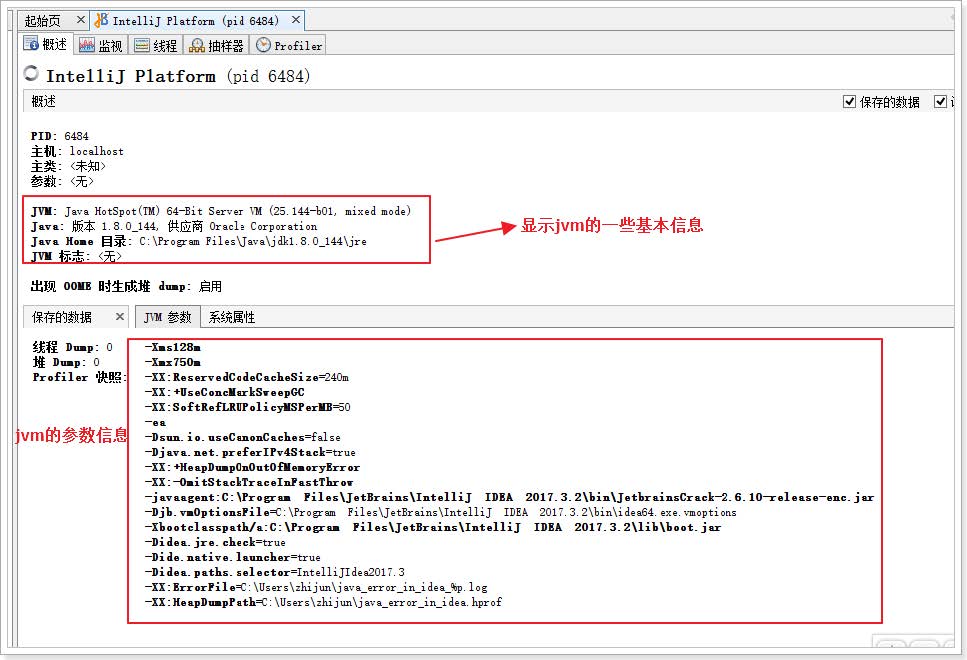 起始页
IntelliJ Platform (pid 6484)
概述 监视 线程 抽样器 Profiler
IntelliJ Platform (pid 6484)
概述
保存的数据
PID: 6484
主机: localhost
主类: <未知>
参数: <无>
JVM: Java HotSpot(TM) 64-Bit Server VM (25.144-b01, mixed mode)
Java: 版本 1.8.0_144, 供应商 Oracle Corporation
Java Home 目录: C:\Program Files\Java\jdk1.8.0_144\jre
JVM 标志: <无>
显示jvm的一些基本信息
出现 OOME 时生成堆 dump: 启用
保存的数据
JVM 参数 系统属性
线程 Dump: 0
堆 Dump: 0
Profiler 快照:
jvm的参数信息
-Xms128m
-Xmx750m
-XX:ReservedCodeCacheSize=240m
-XX:+UseConcMarkSweepGC
-XX:SoftRefLRUPolicyMSPerMB=50
-ea
-Dsun.io.useCanonCaches=false
-Djava.net.preferIPv4Stack=true
-XX:+HeapDumpOnOutOfMemoryError
-XX:-OmitStackTraceInFastThrow
-javaagent:C:\Program Files\JetBrains\IntelliJ IDEA 2017.3.2\bin\JetbrainsCrack-2.6.10-release-enc.jar
-Djb.vmOptionsFile=C:\Program Files\JetBrains\IntelliJ IDEA 2017.3.2\bin\idea64.exe.vmoptions
-Xbootclasspath/a:C:\Program Files\JetBrains\IntelliJ IDEA 2017.3.2\lib\boot.jar
-Didea.jre.check=true
-Dide.native.launcher=true
-Didea.paths.selector=IntelliJIdea2017.3
-XX:ErrorFile=C:\Users\zhijun\java_error_in_idea_%p.log
-XX:HeapDumpPath=C:\Users\zhijun\java_error_in_idea.hprof